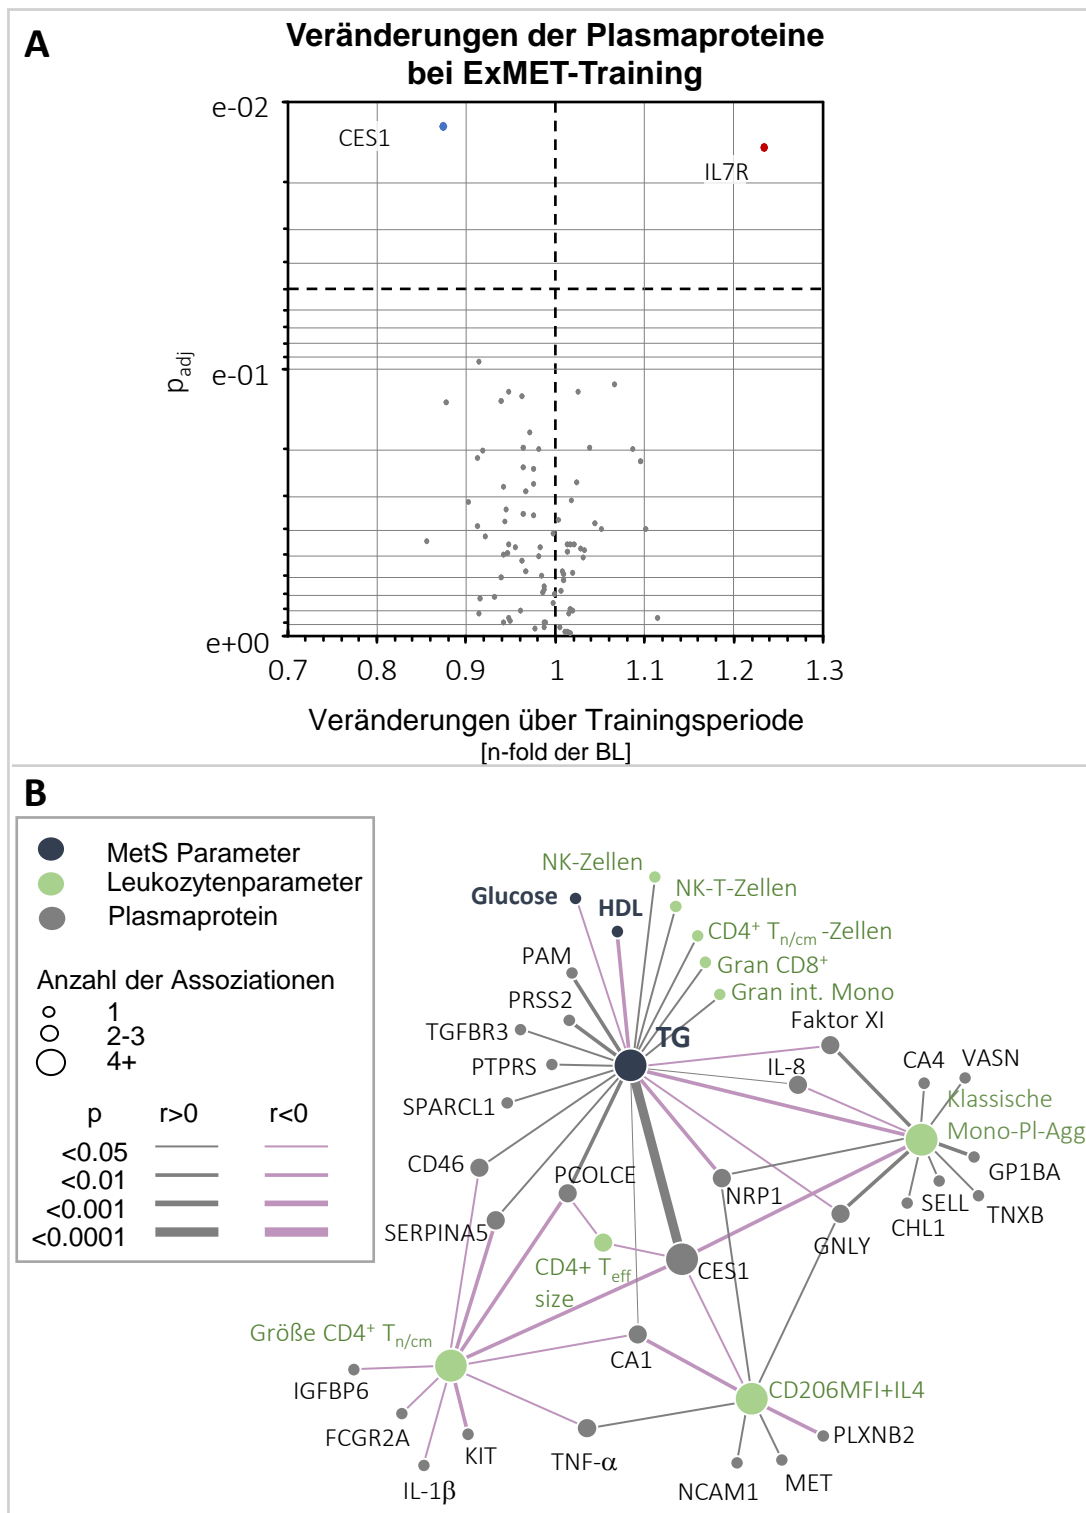 A
Veränderungen der Plasmaproteine
bei ExMET-Training
e-02
CES1
IL7R
p_adj
e-01
e+00
0.7 0.8 0.9 1 1.1 1.2 1.3
Veränderungen über Trainingsperiode
[n-fold der BL]
B
MetS Parameter
Leukozytenparameter
Plasmaprotein
Anzahl der Assoziationen
1
2-3
4+
p r>0 r<0
<0.05
<0.01
<0.001
<0.0001
NK-Zellen
Glucose
NK-T-Zellen
HDL
CD4⁺ T_n/cm -Zellen
PAM
Gran CD8⁺
PRSS2
Gran int. Mono
TGFBR3
TG
Faktor XI
PTPRS
IL-8
CA4
VASN
SPARCL1
Klassische
Mono-Pl-Agg
CD46
PCOLCE
NRP1
GP1BA
SELL
TNXB
CHL1
SERPINA5
GNLY
CD4+ T_eff
size
CES1
Größe CD4⁺ T_n/cm
CA1
IGFBP6
CD206MFI+IL4
FCGR2A
KIT
TNF-α
PLXNB2
IL-1β
NCAM1
MET